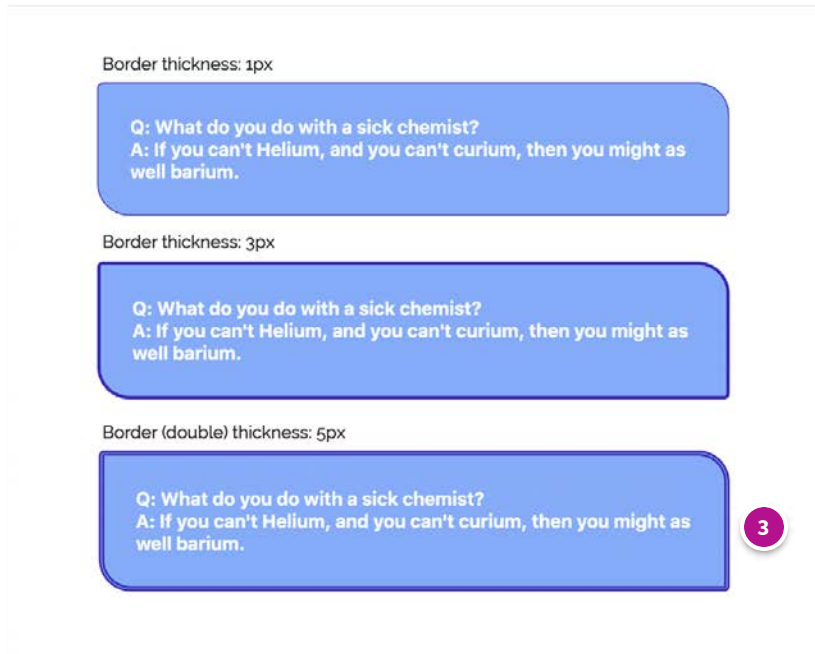 Border thickness: 1px
Q: What do you do with a sick chemist?
A: If you can't Helium, and you can't curium, then you might as
well barium.
Border thickness: 3px
Q: What do you do with a sick chemist?
A: If you can't Helium, and you can't curium, then you might as
well barium.
Border (double) thickness: 5px
Q: What do you do with a sick chemist?
A: If you can't Helium, and you can't curium, then you might as
well barium.
3